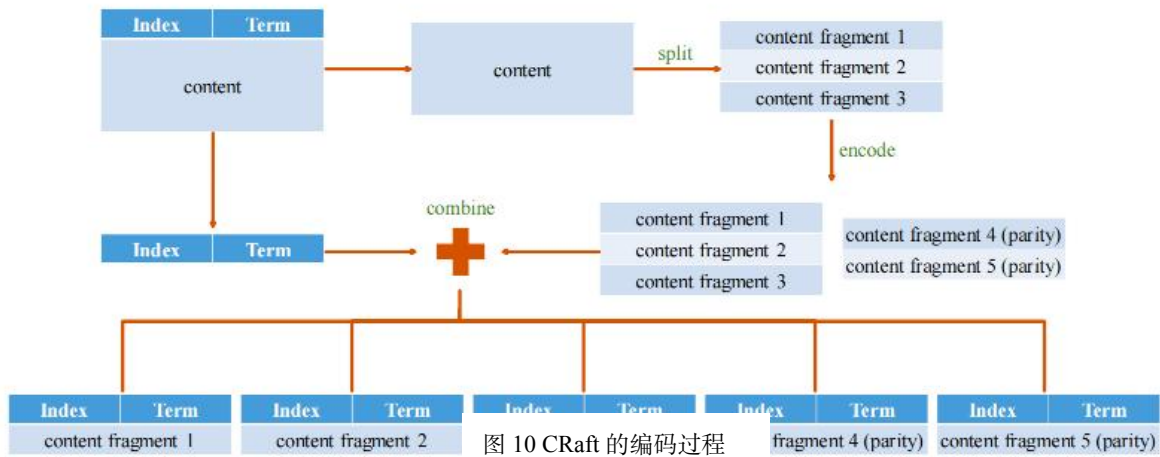 Index Term
content
content
split
content fragment 1
content fragment 2
content fragment 3
encode
combine
Index Term
content fragment 1
content fragment 2
content fragment 3
content fragment 4 (parity)
content fragment 5 (parity)
Index Term
content fragment 1
Index Term
content fragment 2
Index Term
Index Term
fragment 4 (parity)
Index Term
content fragment 5 (parity)
图 10 CRaft 的编码过程